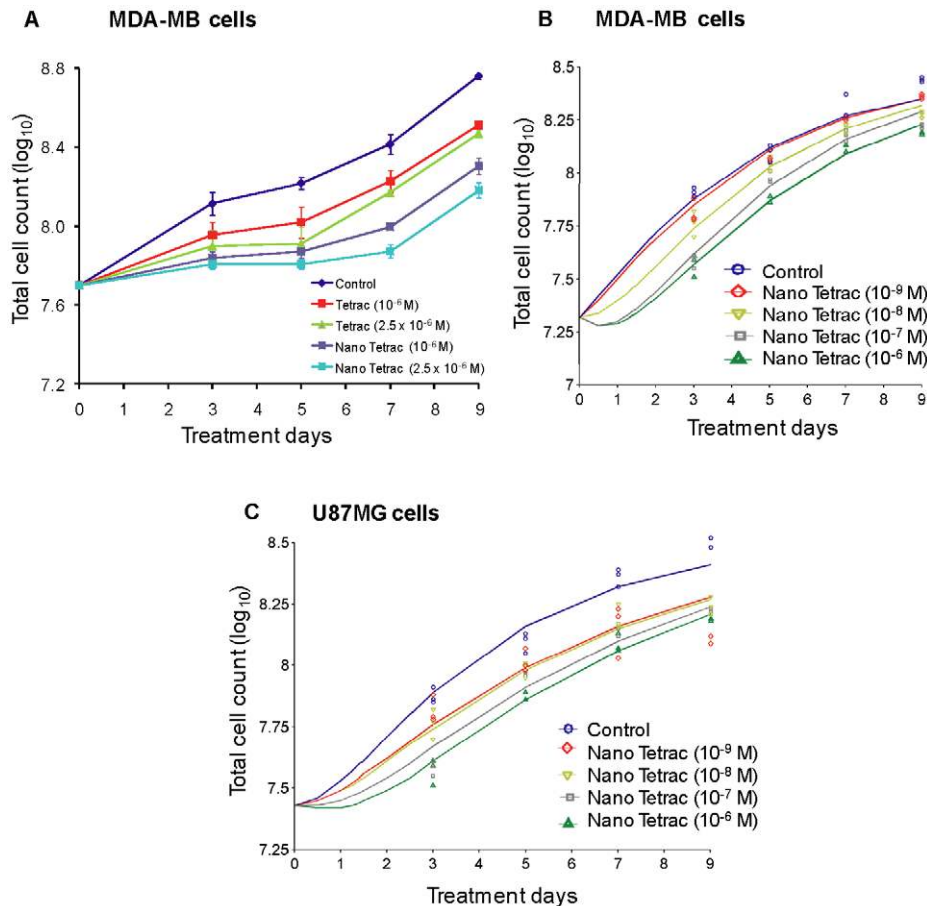 A MDA-MB cells
Total cell count (log10)
8.8
8.4
8.0
7.6
7.2
0 1 2 3 4 5 6 7 8 9
Treatment days
Control
Tetrac (10-6 M)
Tetrac (2.5 x 10-6 M)
Nano Tetrac (10-6 M)
Nano Tetrac (2.5 x 10-6 M)
B MDA-MB cells
Total cell count (log10)
8.5
8.25
8
7.75
7.5
7.25
7
0 1 2 3 4 5 6 7 8 9
Treatment days
Control
Nano Tetrac (10-9 M)
Nano Tetrac (10-8 M)
Nano Tetrac (10-7 M)
Nano Tetrac (10-6 M)
C U87MG cells
Total cell count (log10)
8.5
8.25
8
7.75
7.5
7.25
0 1 2 3 4 5 6 7 8 9
Treatment days
Control
Nano Tetrac (10-9 M)
Nano Tetrac (10-8 M)
Nano Tetrac (10-7 M)
Nano Tetrac (10-6 M)